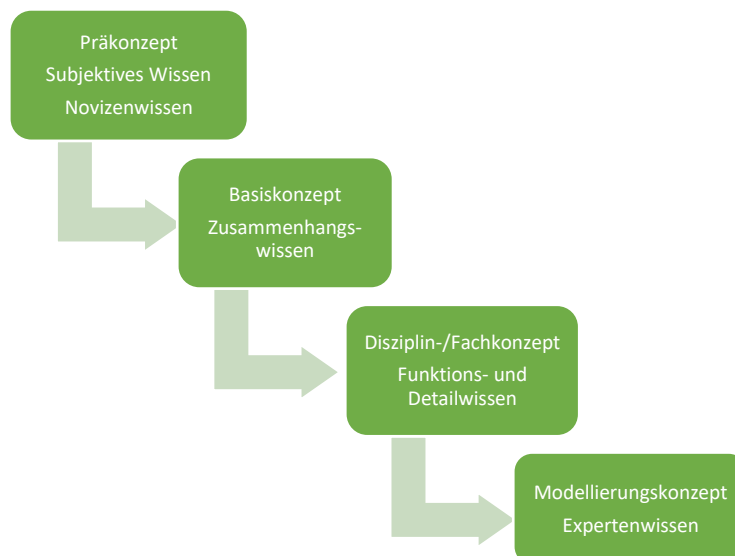 Präkonzept
Subjektives Wissen
Novizenwissen
Basiskonzept
Zusammenhangs-
wissen
Disziplin-/Fachkonzept
Funktions- und
Detailwissen
Modellierungskonzept
Expertenwissen